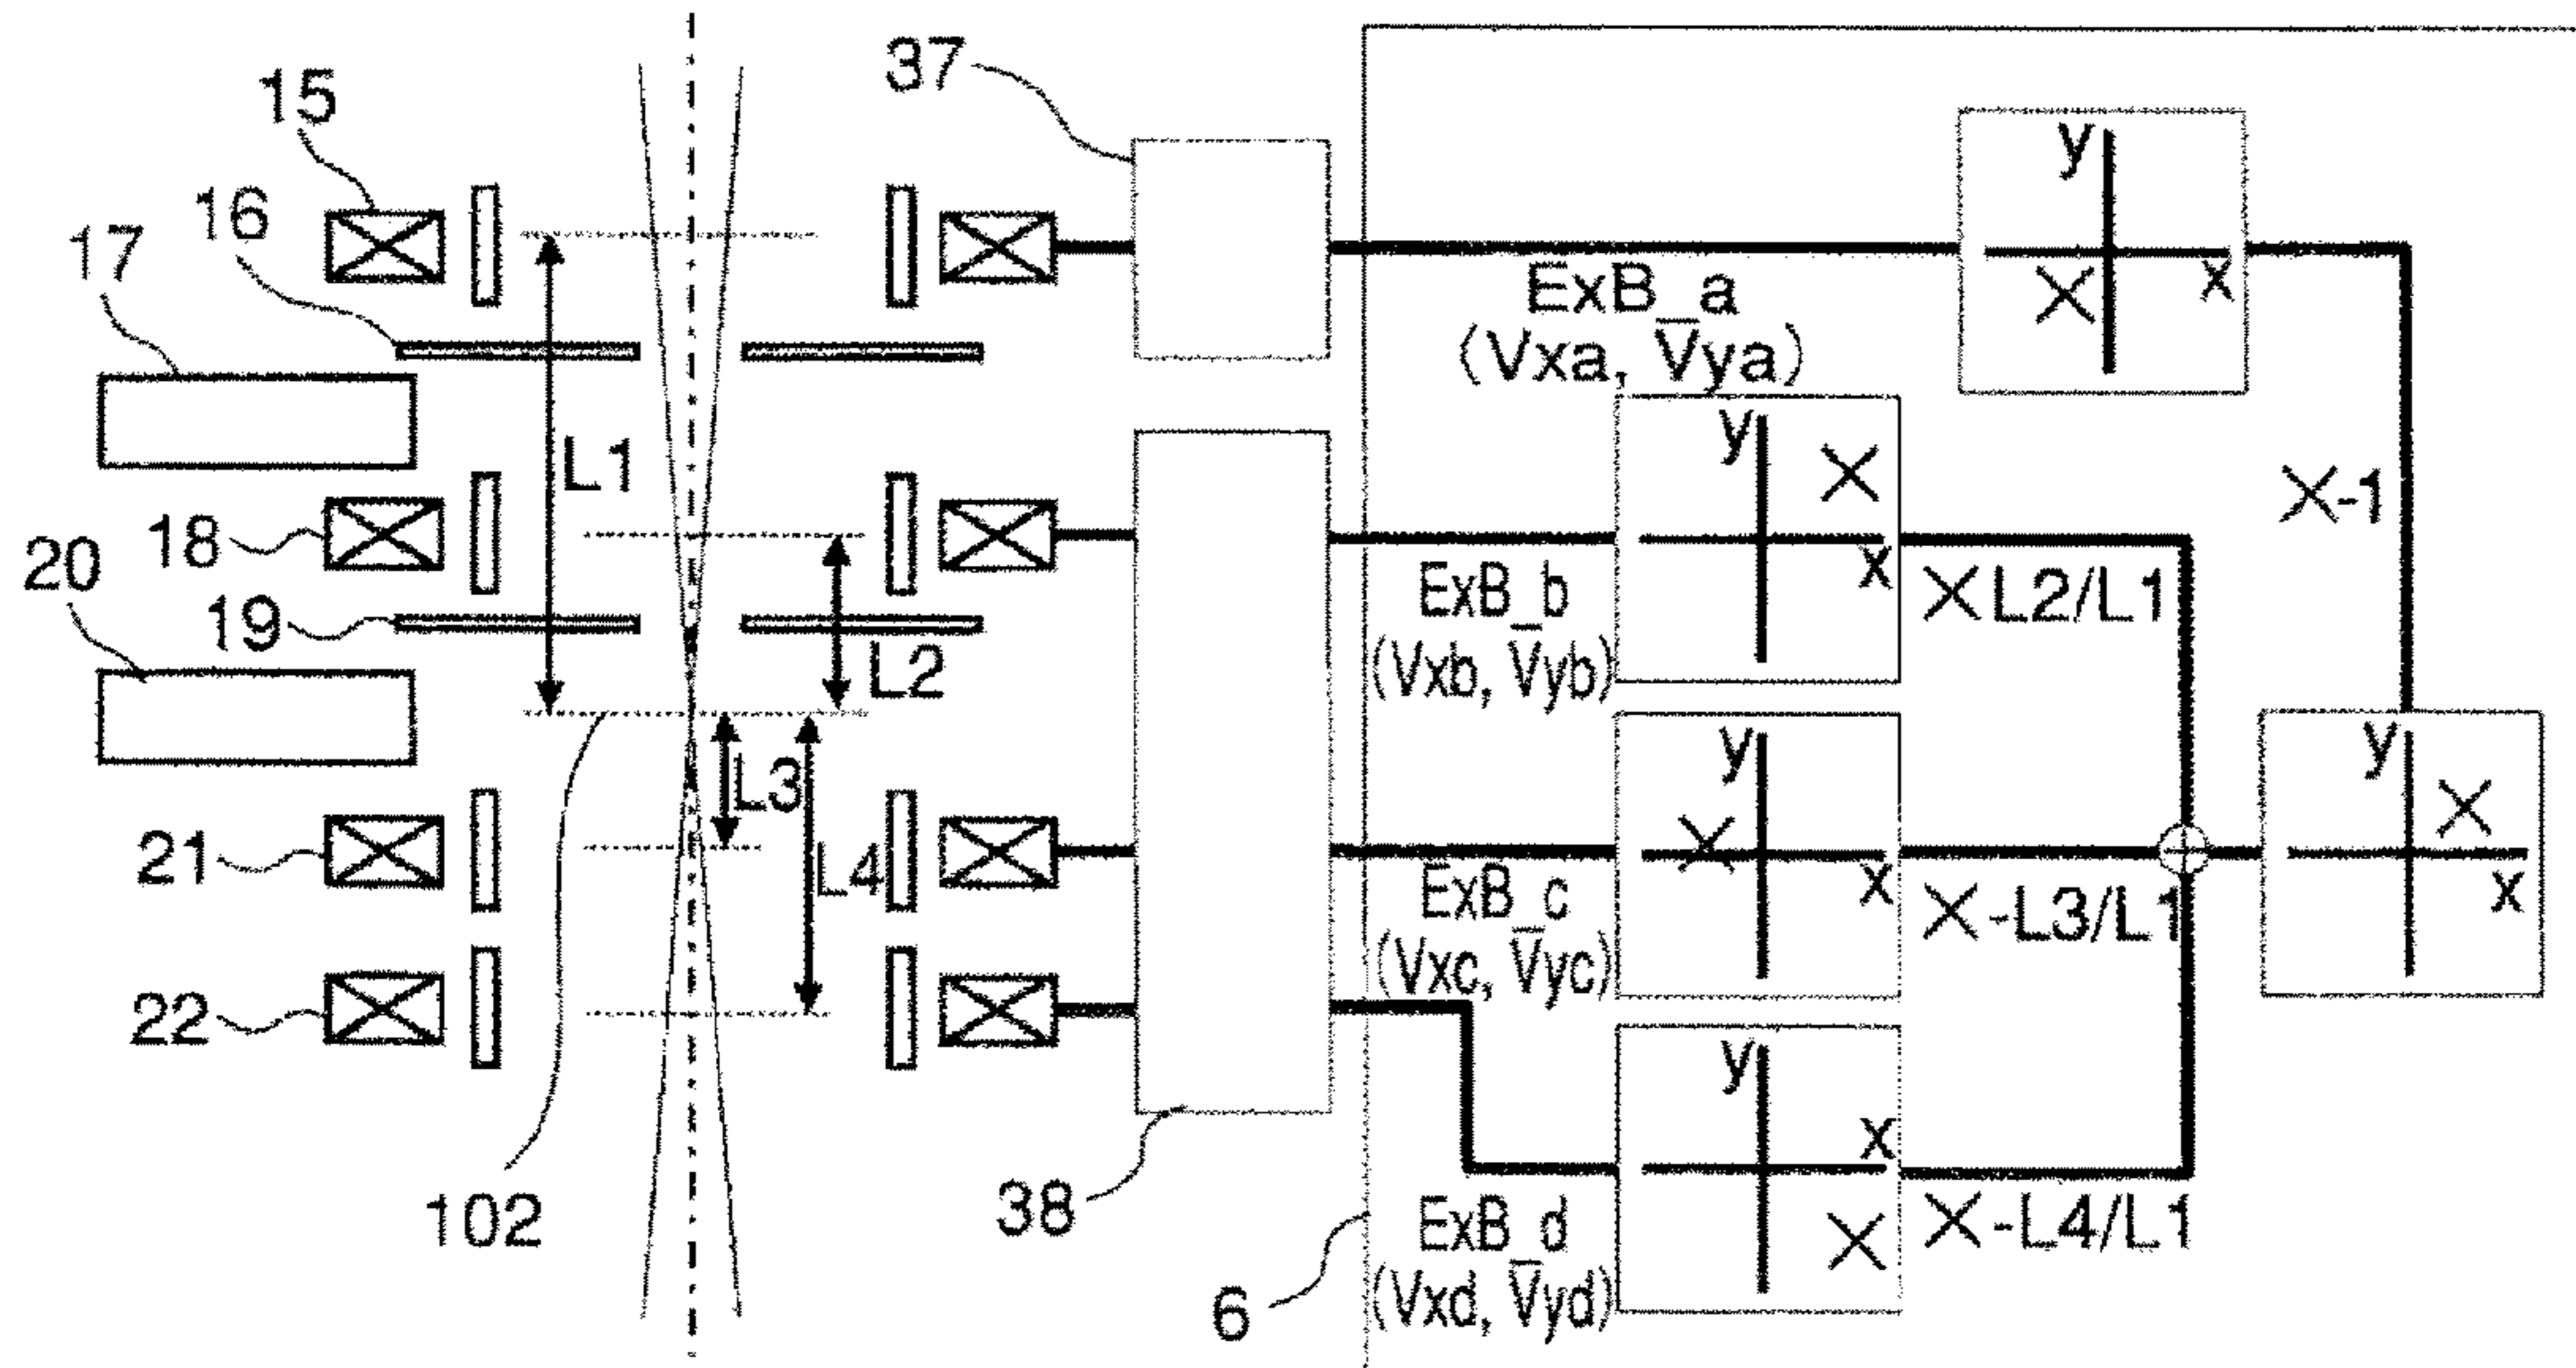 37
15
16
17
y
x
ExB_a
(Vxa, Vya)
L1
18
20
19
y
x
ExB_b
(Vxb, Vyb)
×L2/L1
×-1
L2
L3
L4
21
22
y
x
ExB_c
(Vxc, Vyc)
×-L3/L1
y
x
102
38
6
y
x
ExB_d
(Vxd, Vyd)
×-L4/L1